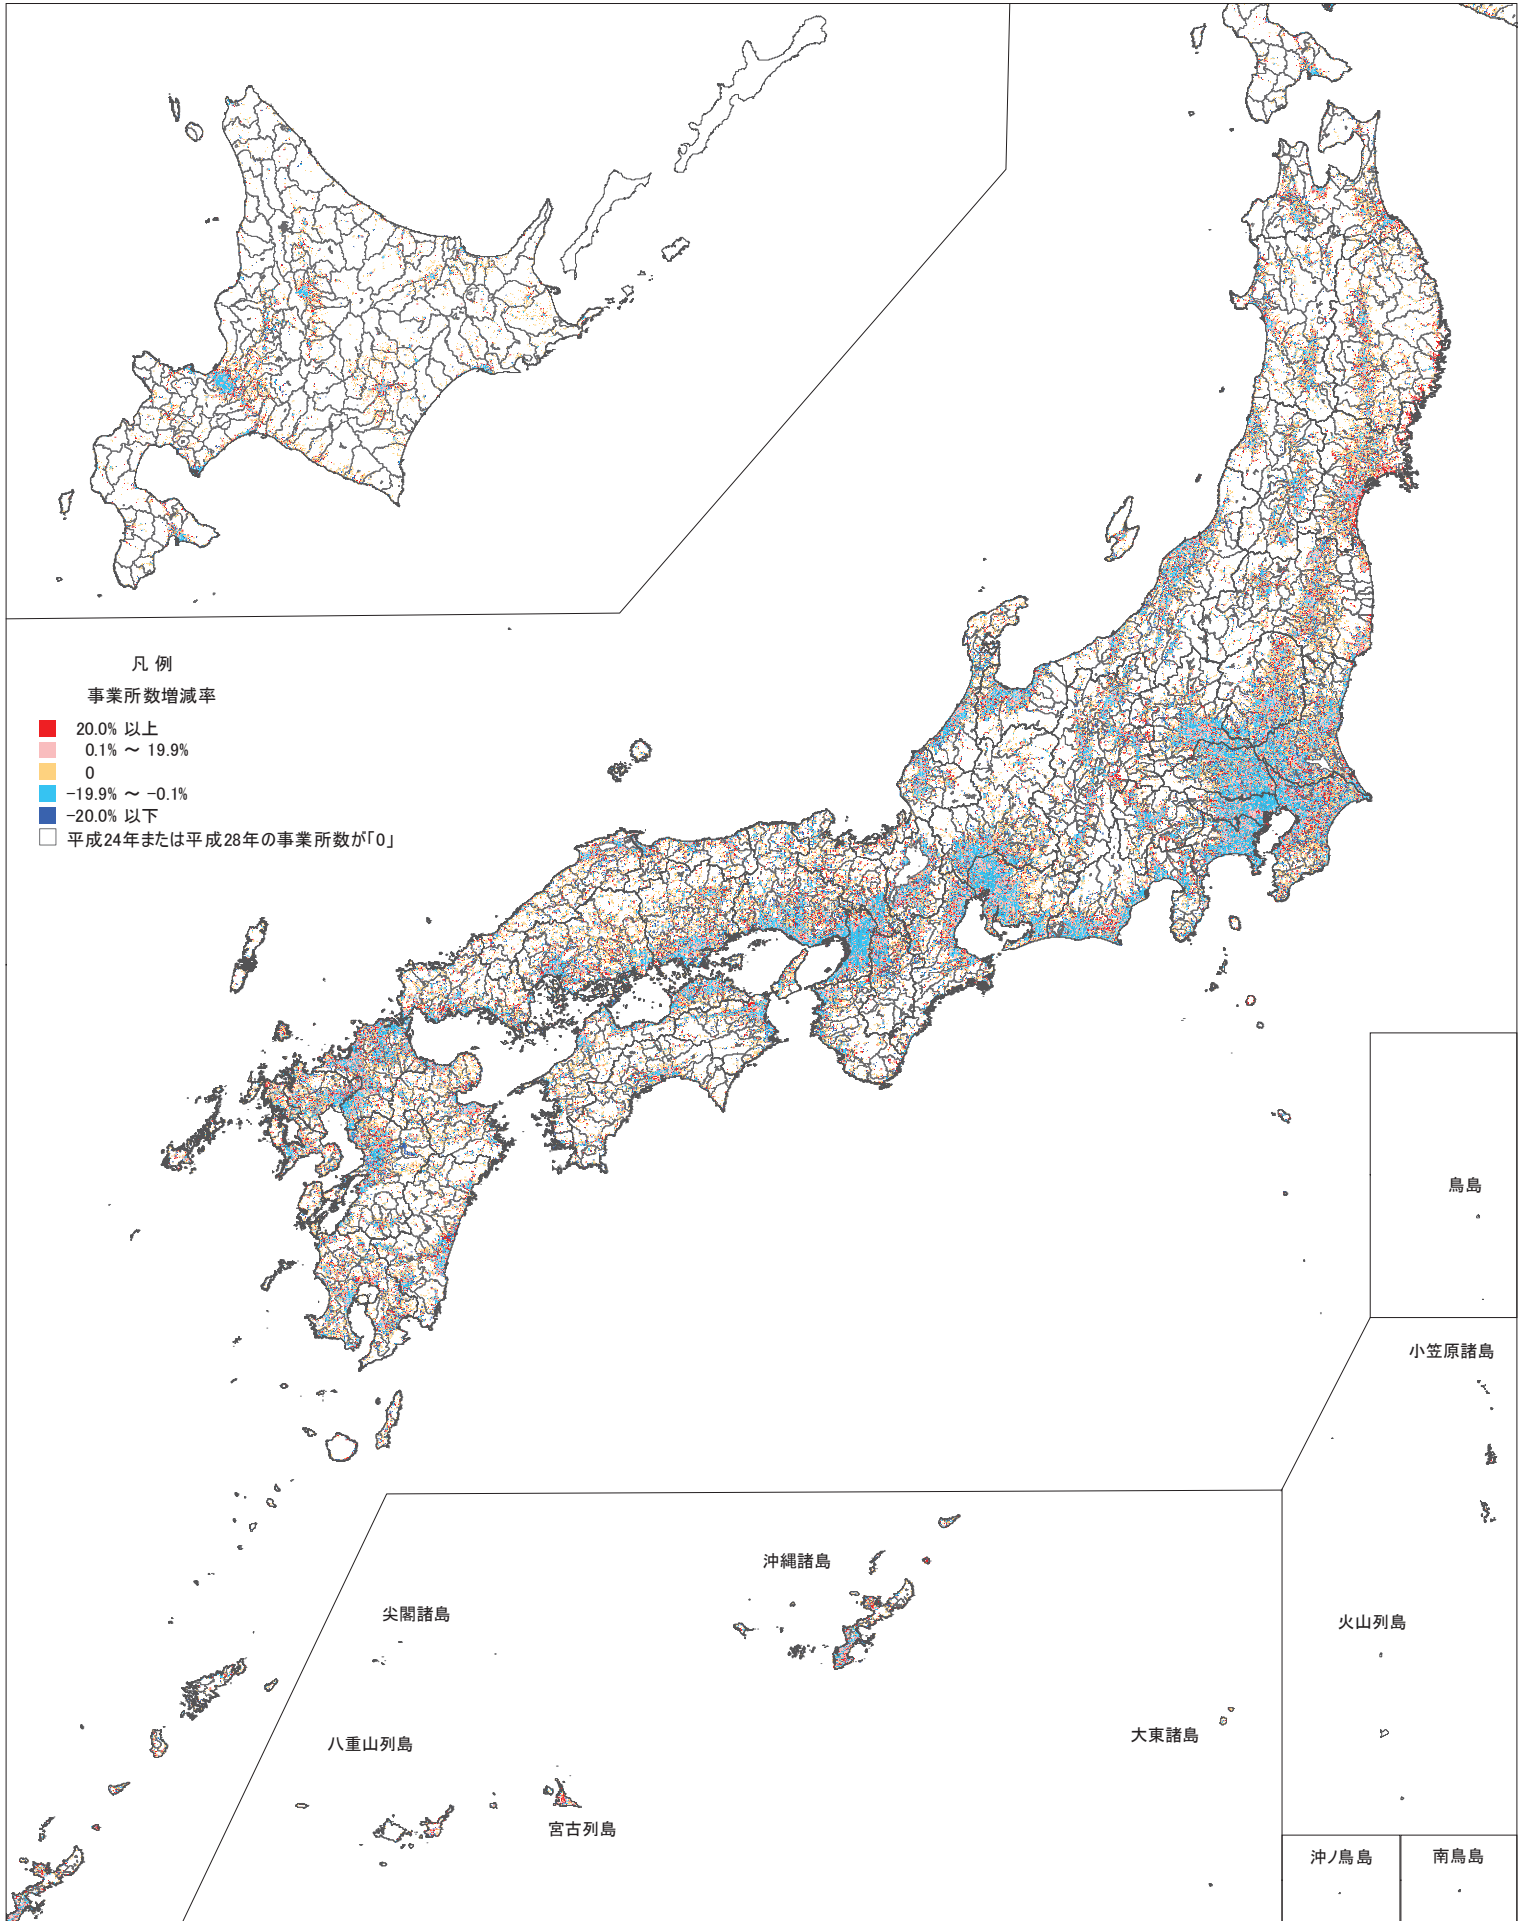 凡 例
事業所数増減率
20.0% 以上
0.1% ～ 19.9%
0
-19.9% ～ -0.1%
-20.0% 以下
平成24年または平成28年の事業所数が「0」
鳥島
小笠原諸島
沖縄諸島
尖閣諸島
火山列島
大東諸島
八重山列島
宮古列島
沖ノ鳥島
南鳥島